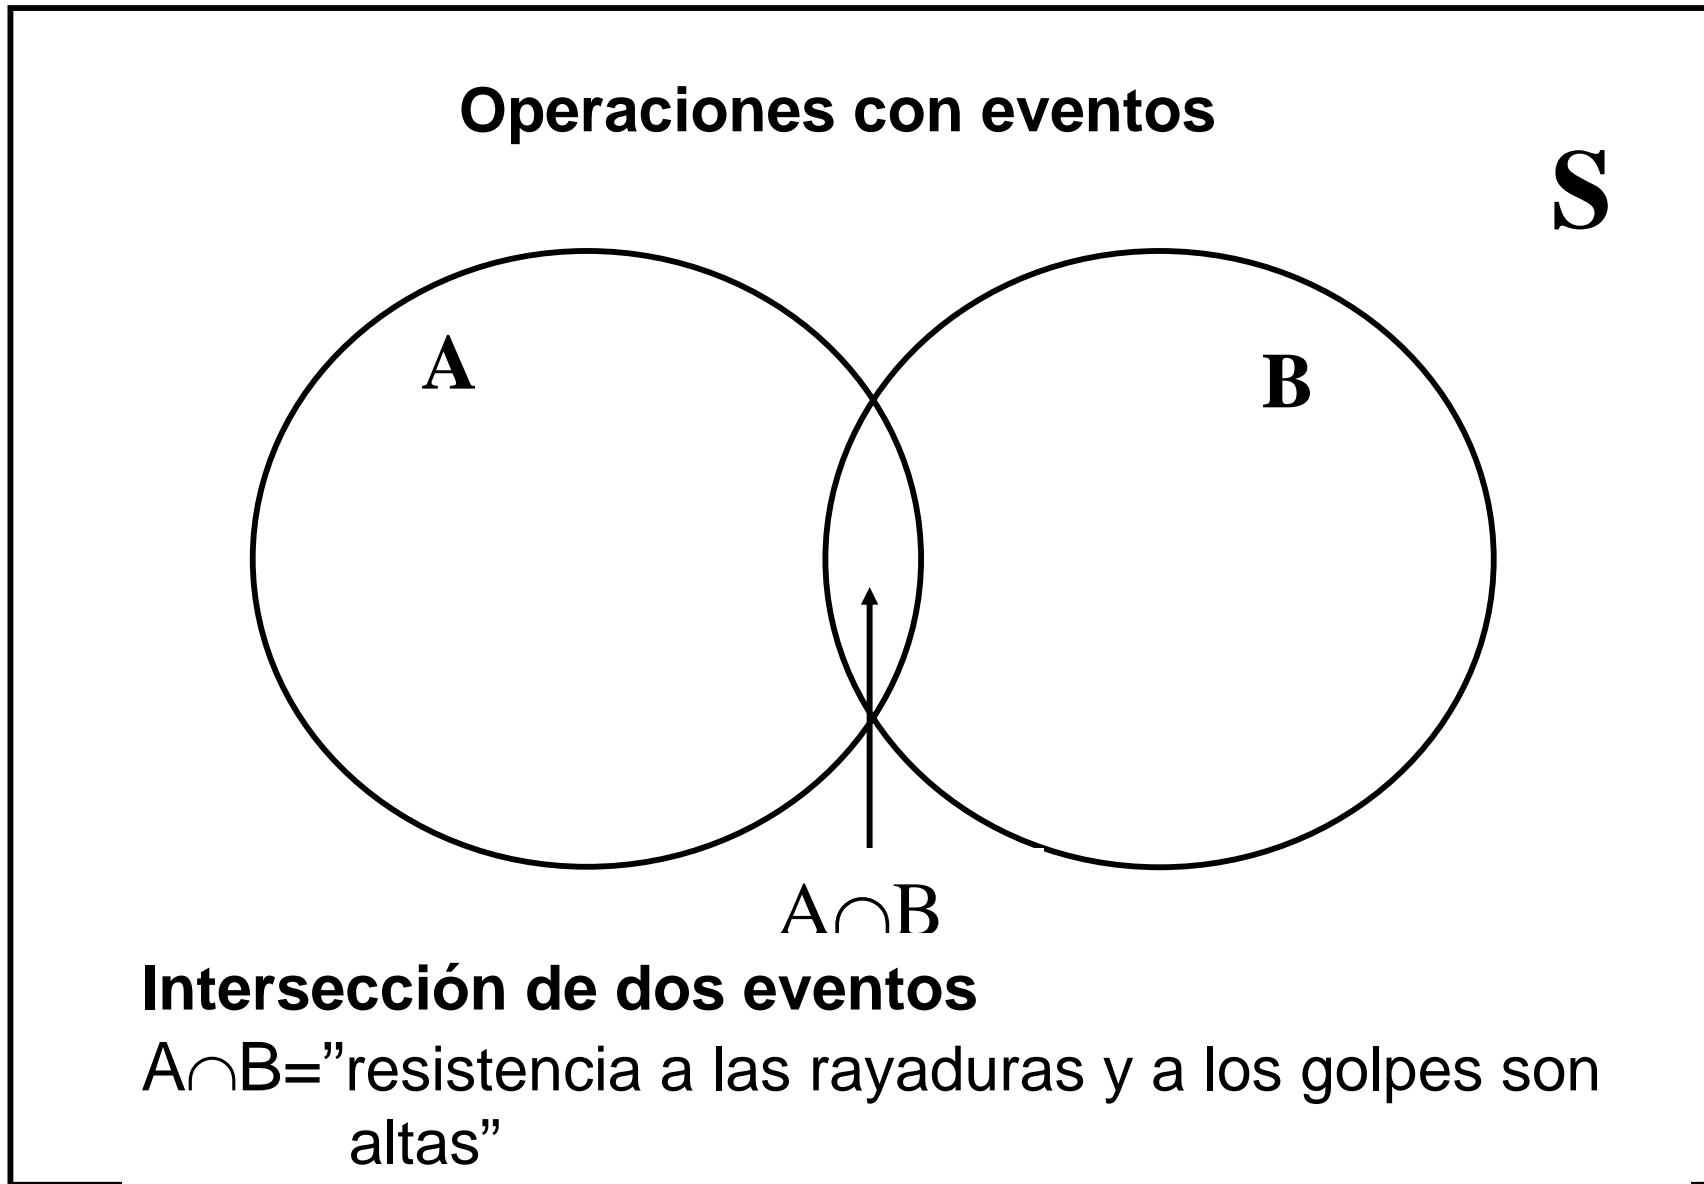 Operaciones con eventos
S
A
B
A∩B
Intersección de dos eventos
A∩B=”resistencia a las rayaduras y a los golpes son
altas”